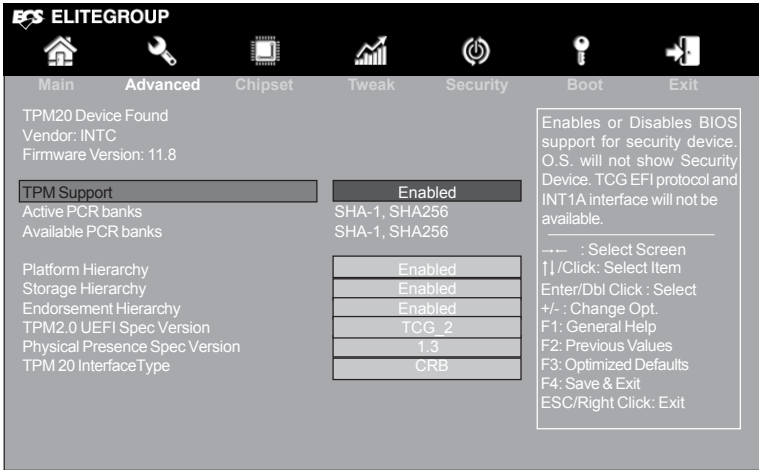 ECS ELITEGROUP
Main Advanced Chipset Tweak Security Boot Exit
TPM20 Device Found
Vendor: INTC
Firmware Version: 11.8
TPM Support Enabled
Active PCR banks SHA-1, SHA256
Available PCR banks SHA-1, SHA256
Platform Hierarchy Enabled
Storage Hierarchy Enabled
Endorsement Hierarchy Enabled
TPM2.0 UEFI Spec Version TCG_2
Physical Presence Spec Version 1.3
TPM 20 InterfaceType CRB
Enables or Disables BIOS
support for security device.
O.S. will not show Security
Device. TCG EFI protocol and
INT1A interface will not be
available.
→← : Select Screen
↑↓/Click: Select Item
Enter/Dbl Click : Select
+/- : Change Opt.
F1: General Help
F2: Previous Values
F3: Optimized Defaults
F4: Save & Exit
ESC/Right Click: Exit